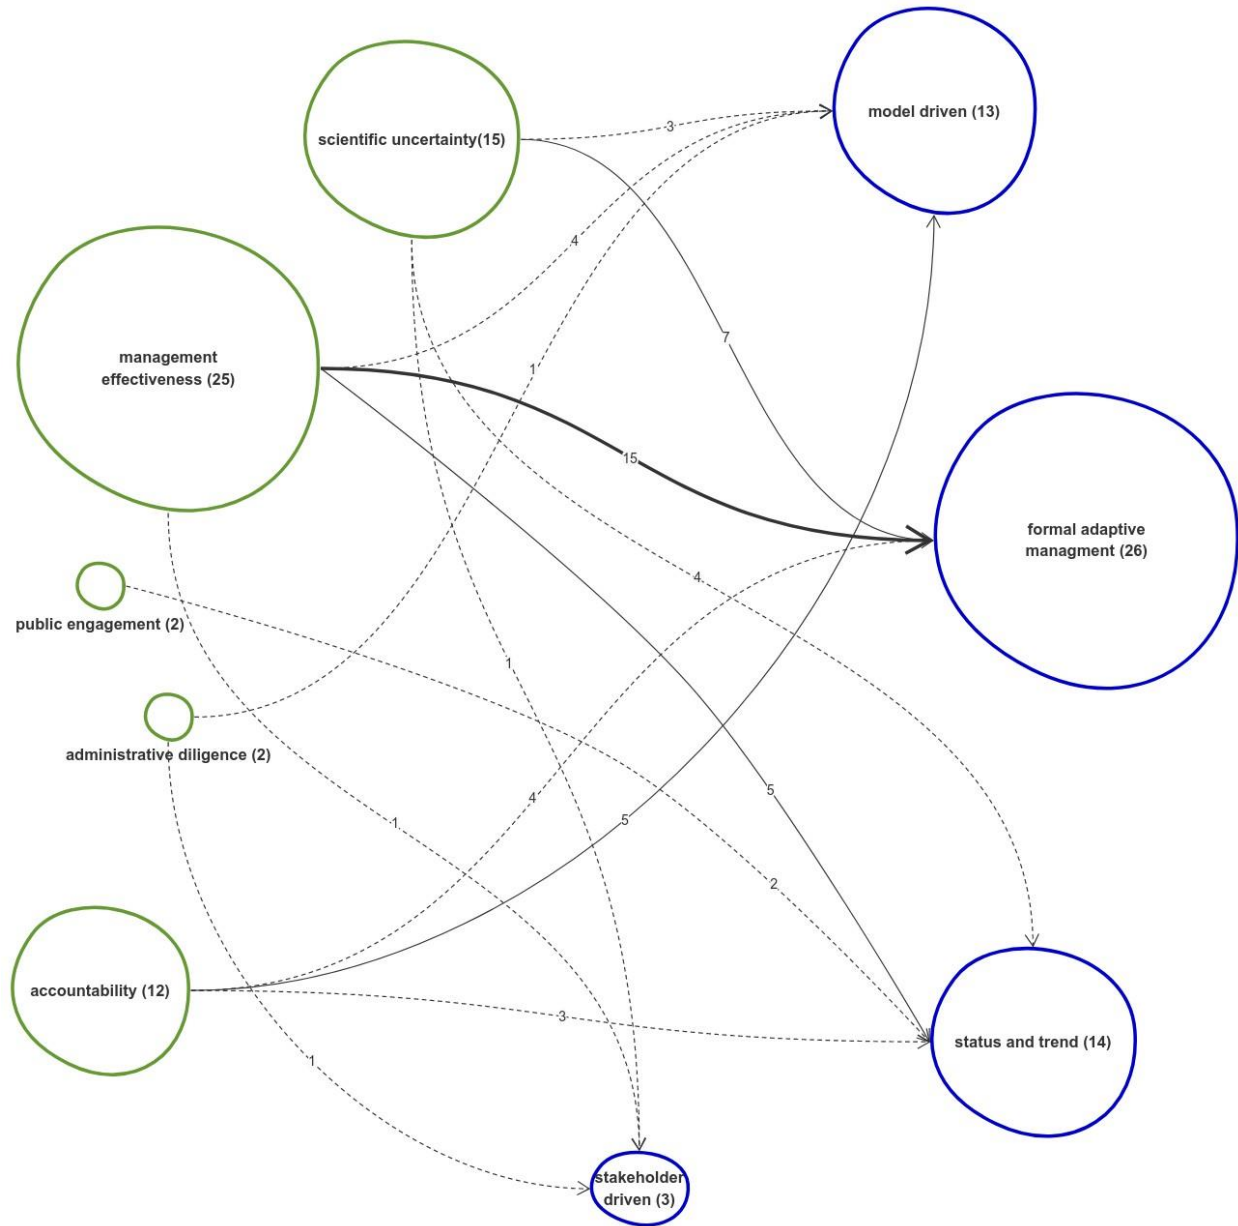 model driven (13)
scientific uncertainty(15)
3
4
7
management
effectiveness (25)
1
15
formal adaptive
managment (26)
4
public engagement (2)
1
administrative diligence (2)
5
4
5
1
2
accountability (12)
3
status and trend (14)
1
stakeholder
driven (3)